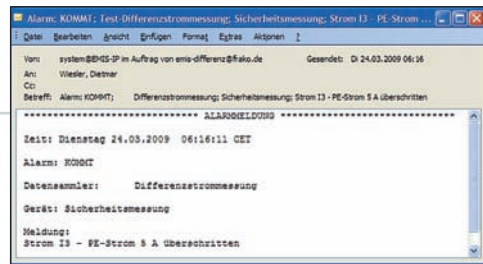 Alarm: KOMMT; Test-Differenzstrommessung; Sicherheitsmessung; Strom I3 - PE-Strom ...
Datei Bearbeiten Ansicht Einfügen Format Extras Aktionen ?
Von: system@EMIS-IP im Auftrag von emis-differenz@frako.de Gesendet: Di 24.03.2009 06:16
An: Wiesler, Dietmar
Cc:
Betreff: Alarm: KOMMT; Differenzstrommessung; Sicherheitsmessung; Strom I3 - PE-Strom 5 A überschritten
******************************* ALARMMELDUNG *******************************
Zeit: Dienstag 24.03.2009 06:16:11 CET
Alarm: KOMMT
Datensammler: Differenzstrommessung
Gerät: Sicherheitsmessung
Meldung:
Strom I3 - PE-Strom 5 A überschritten